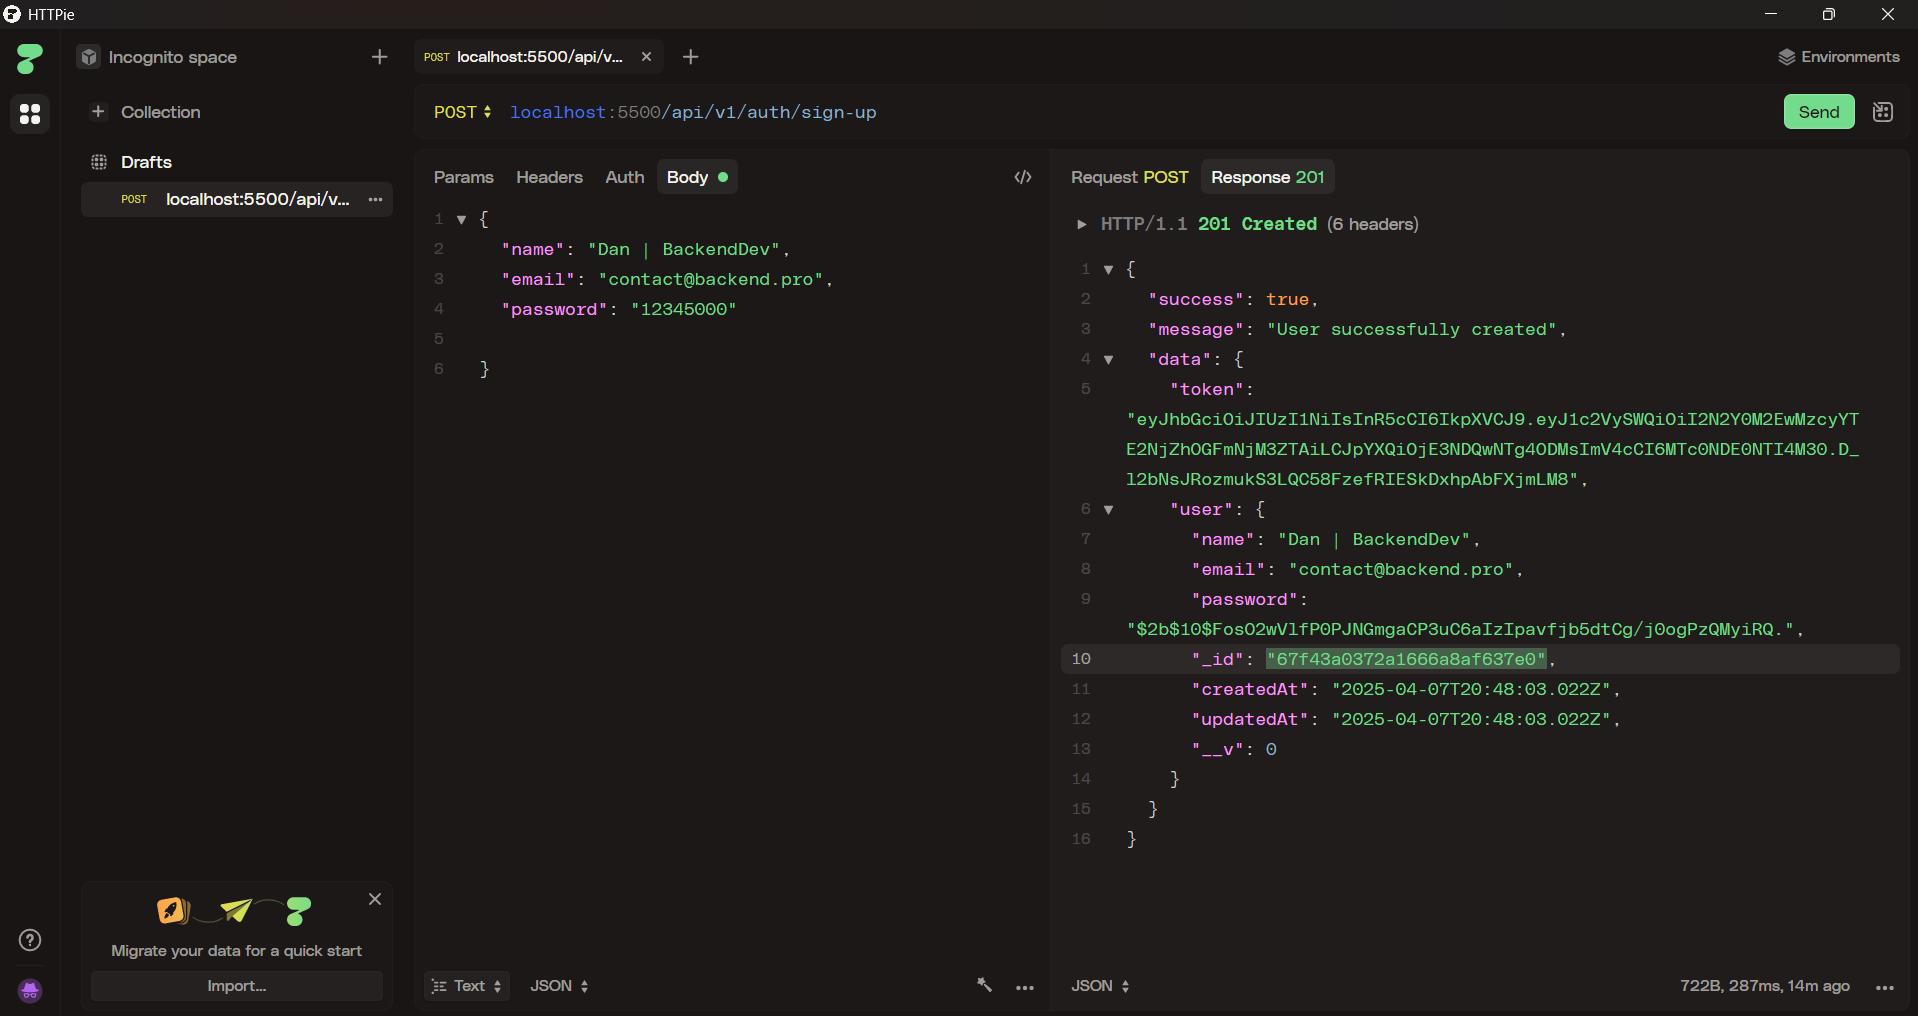 HTTPie
Incognito space
POST localhost:5500/api/v...
Environments
Collection
POST localhost:5500/api/v1/auth/sign-up
Send
Drafts
POST localhost:5500/api/v... ...
Params Headers Auth Body
1 {
2 "name": "Dan | BackendDev",
3 "email": "contact@backend.pro",
4 "password": "12345000"
5
6 }
Request POST Response 201
HTTP/1.1 201 Created (6 headers)
1 {
2 "success": true,
3 "message": "User successfully created",
4 "data": {
5 "token":
"eyJhbGciOiJIUzI1NiIsInR5cCI6IkpXVCJ9.eyJ1c2VySWQiOiI2N2Y0M2EwMzcyYT
E2NjZhOGFmNjM3ZTAiLCJpYXQiOjE3NDQwNTg4ODMsImV4cCI6MTc0NDE0NTI4M30.D_
l2bNsJRozmukS3LQC58FzefRIESkDxhpAbFXjmLM8",
6 "user": {
7 "name": "Dan | BackendDev",
8 "email": "contact@backend.pro",
9 "password":
"$2b$10$FosO2wVlfP0PJNGmgaCP3uC6aIzIpavfjb5dtCg/j0ogPzQMyiRQ.",
10 "_id": "67f43a0372a1666a8af637e0",
11 "createdAt": "2025-04-07T20:48:03.022Z",
12 "updatedAt": "2025-04-07T20:48:03.022Z",
13 "__v": 0
14 }
15 }
16 }
Migrate your data for a quick start
Import...
Text JSON
JSON
722B, 287ms, 14m ago